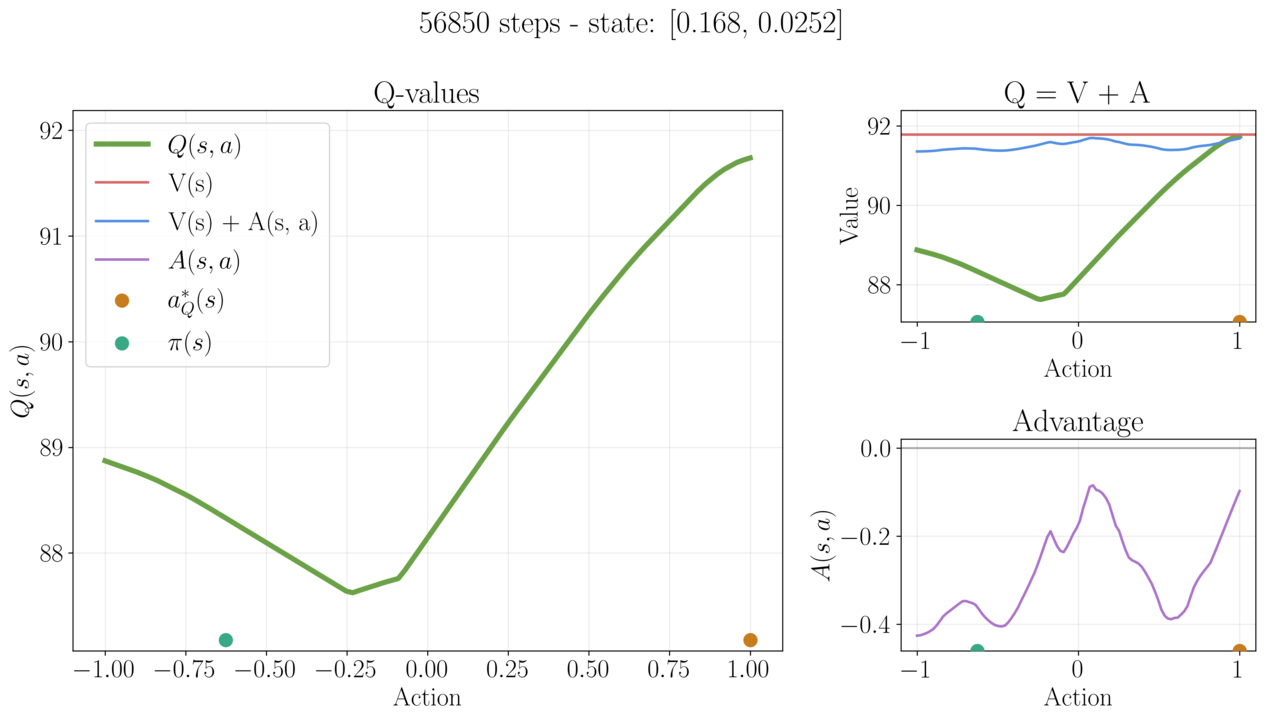 56850 steps - state: [0.168, 0.0252]
Q-values
Q(s, a)
92
91
90
89
88
−1.00
−0.75
−0.50
−0.25
0.00
0.25
0.50
0.75
1.00
Action
Q(s, a)
V(s)
V(s) + A(s, a)
A(s, a)
a*_Q(s)
π(s)
Q = V + A
Value
92
90
88
−1
0
1
Action
Advantage
A(s, a)
0.0
−0.2
−0.4
−1
0
1
Action